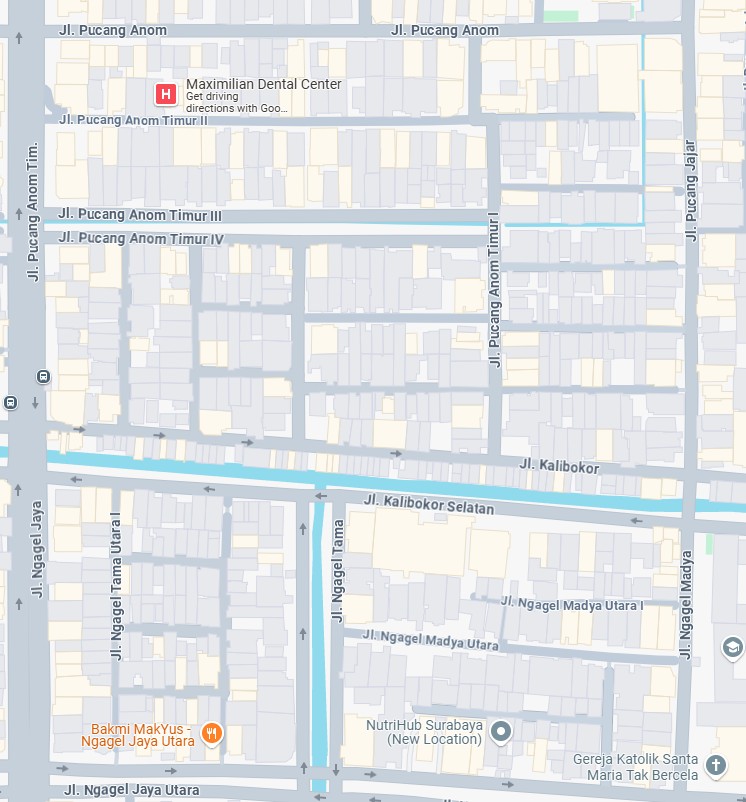 Jl. Pucang Anom
Jl. Pucang Anom
H
Maximilian Dental Center
Get driving
directions with Goo...
Jl. Pucang Anom Timur II
Jl. Pucang Anom Tim.
Jl. Pucang Jajar
Jl. Pucang Anom Timur III
Jl. Pucang Anom Timur IV
Jl. Pucang Anom Timur I
Jl. Kalibokor
Jl. Kalibokor Selatan
Jl. Ngagel Jaya
Jl. Ngagel Tama Utara I
Jl. Ngagel Tama
Jl. Ngagel Madya
Jl. Ngagel Madya Utara I
Jl. Ngagel Madya Utara
Bakmi MakYus -
Ngagel Jaya Utara
NutriHub Surabaya
(New Location)
Gereja Katolik Santa
Maria Tak Bercela
Jl. Ngagel Jaya Utara